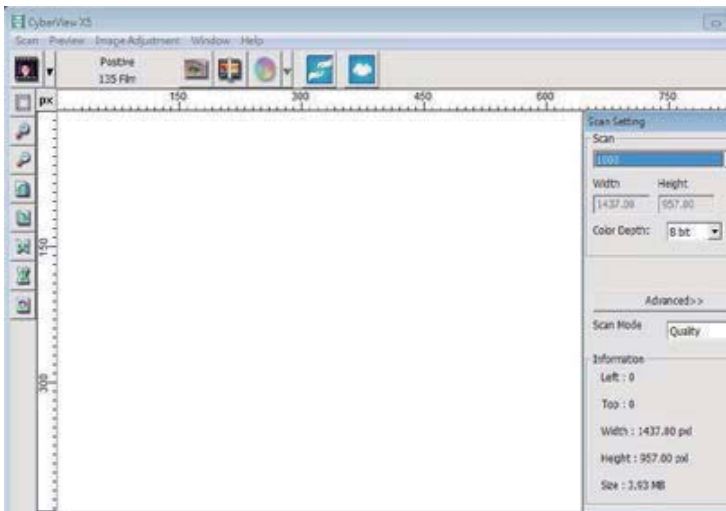 CyberView X5
Scan Preview Image Adjustment Window Help
Positive
135 Film
px 150 300 450 600 750
150
300
Scan Setting
Scan
1000
Width Height
1437.00 957.00
Color Depth: 8 bit
Advanced>>
Scan Mode Quality
Information
Left : 0
Top : 0
Width : 1437.00 pxl
Height : 957.00 pxl
Size : 3.93 MB